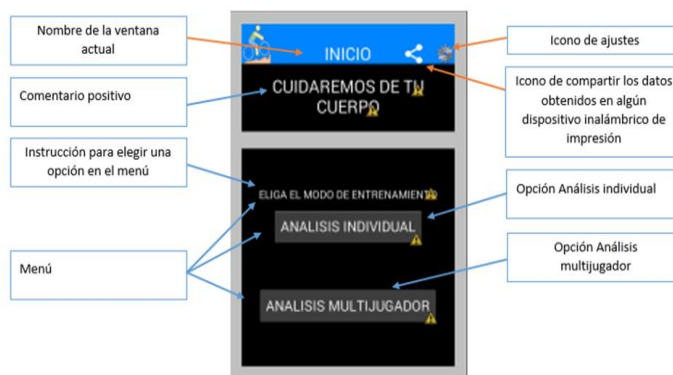 Nombre de la ventana
actual
Comentario positivo
Instrucción para elegir una
opción en el menú
Menú
INICIO
CUIDAREMOS DE TU
CUERPO
ELIGA EL MODO DE ENTRENAMIENTO
ANALISIS INDIVIDUAL
ANALISIS MULTIJUGADOR
Icono de ajustes
Icono de compartir los datos
obtenidos en algún
dispositivo inalámbrico de
impresión
Opción Análisis individual
Opción Análisis
multijugador